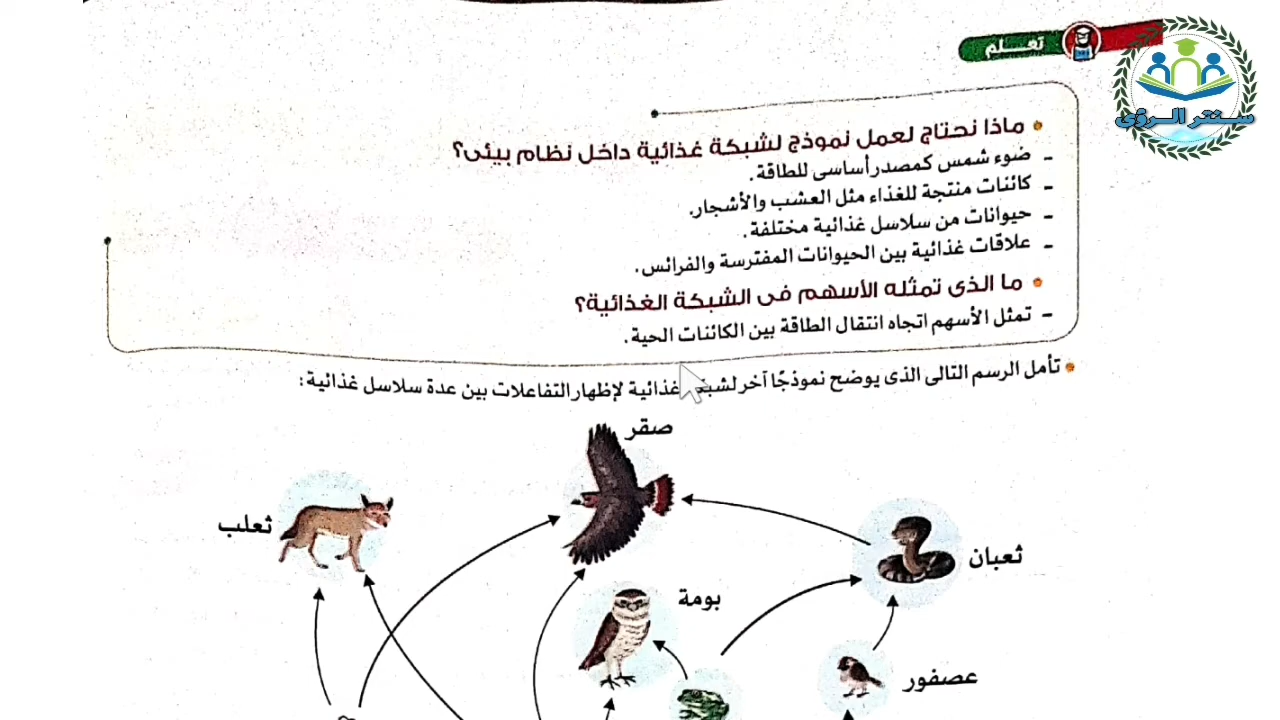 تعلم
سنتر الرؤى
ماذا نحتاج لعمل نموذج لشبكة غذائية داخل نظام بيئى؟
- ضوء شمس كمصدر أساسى للطاقة.
- كائنات منتجة للغذاء مثل العشب والأشجار.
- حيوانات من سلاسل غذائية مختلفة.
- علاقات غذائية بين الحيوانات المفترسة والفرائس.
ما الذى تمثله الأسهم فى الشبكة الغذائية؟
- تمثل الأسهم اتجاه انتقال الطاقة بين الكائنات الحية.
تأمل الرسم التالى الذى يوضح نموذجًا آخر غذائية لإظهار التفاعلات بين عدة سلاسل غذائية:
صقر
ثعلب
ثعبان
بومة
عصفور